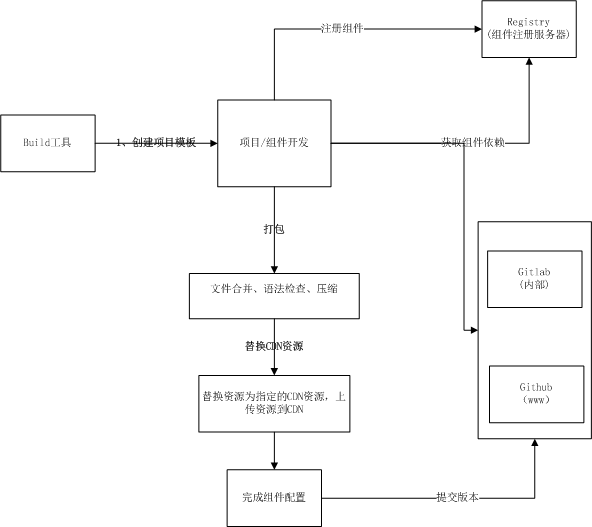 注册组件
Registry
(组件注册服务器)
Build工具
1、创建项目模板
项目/组件开发
获取组件依赖
打包
Gitlab
(内部)
文件合并、语法检查、压缩
替换CDN资源
替换资源为指定的CDN资源，上
传资源到CDN
Github
（www）
完成组件配置
提交版本